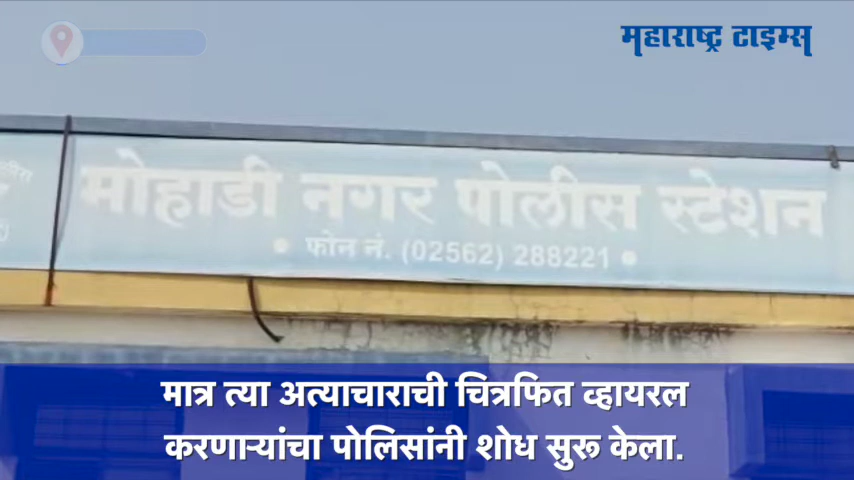 महाराष्ट्र टाइम्स
मोहाडी नगर पोलीस स्टेशन
• फोन नं. (02562) 288221 •
मात्र त्या अत्याचाराची चित्रफित व्हायरल
करणाऱ्यांचा पोलिसांनी शोध सुरू केला.